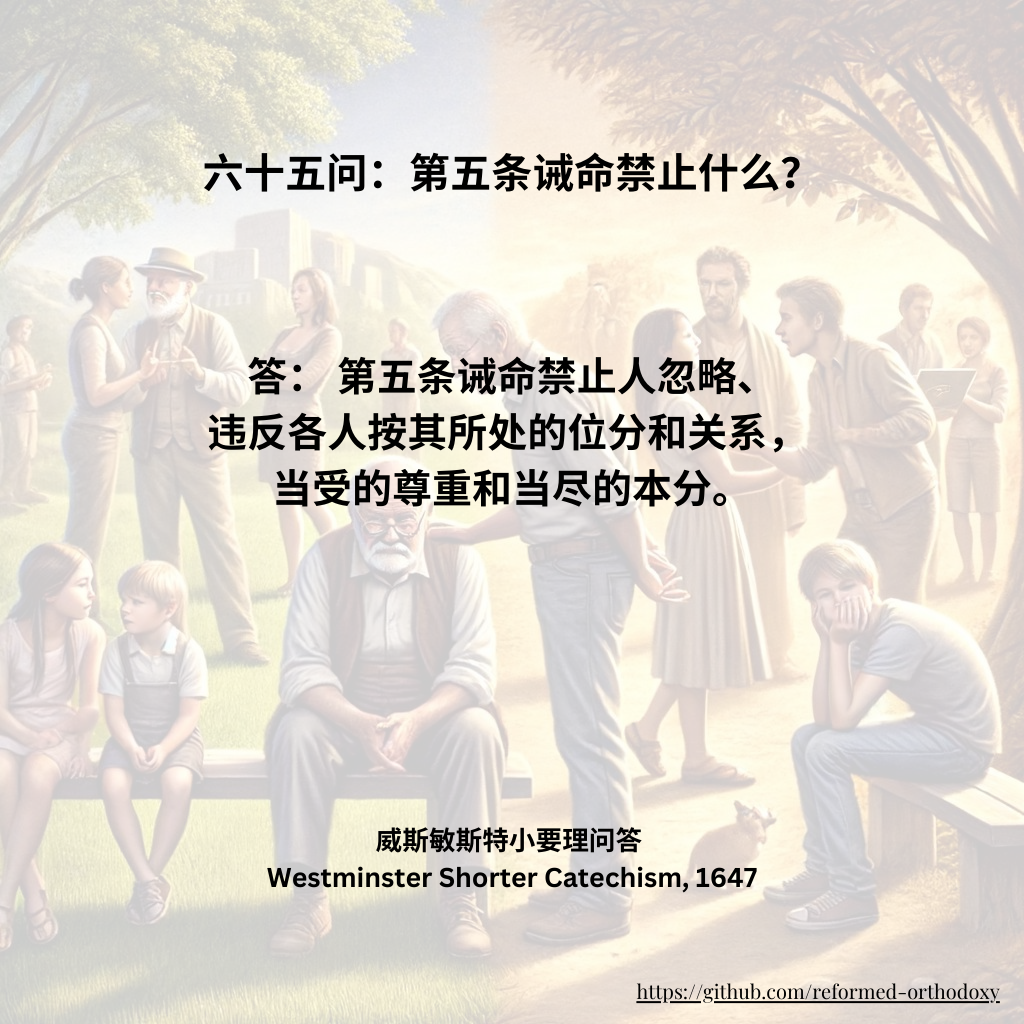 六十五问：第五条诫命禁止什么？
答： 第五条诫命禁止人忽略、
违反各人按其所处的位分和关系，
当受的尊重和当尽的本分。
威斯敏斯特小要理问答
Westminster Shorter Catechism, 1647
https://github.com/reformed-orthodoxy